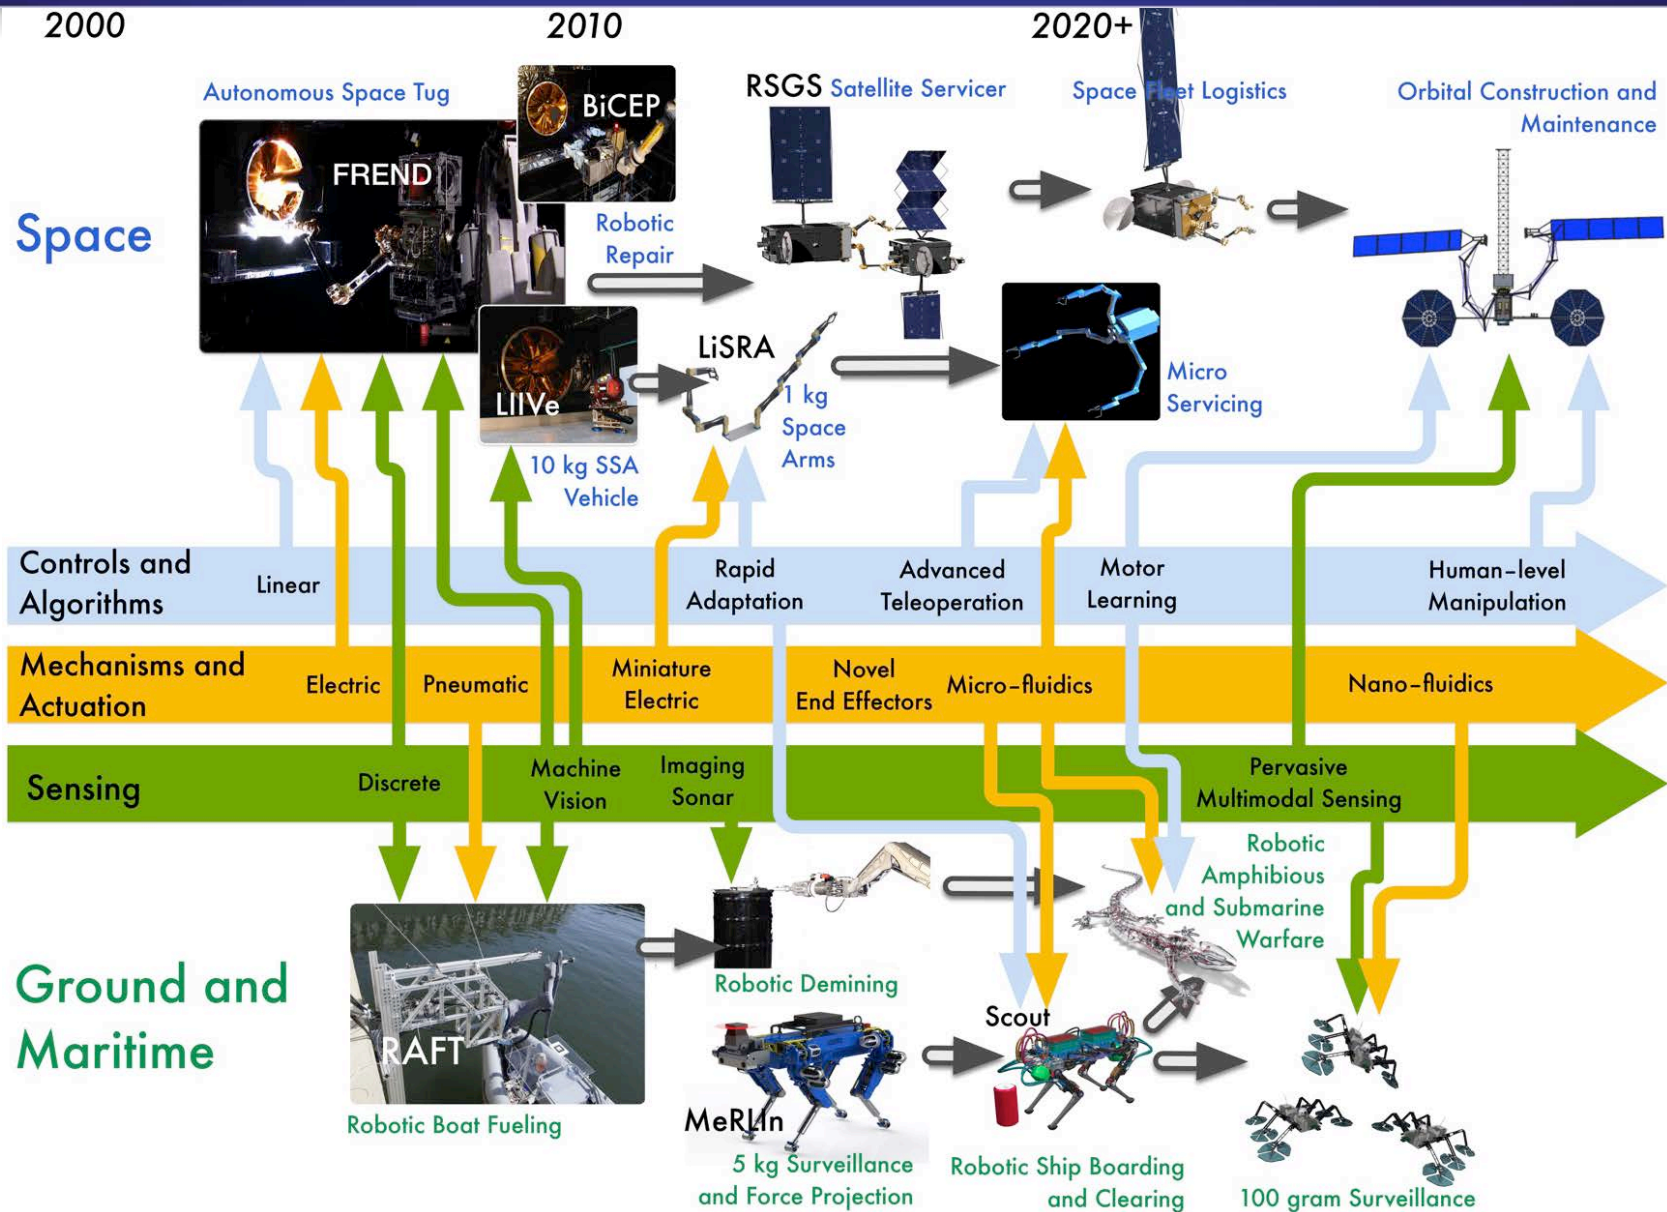 2000
2010
2020+
Autonomous Space Tug
FREND
BiCEP
RSGS Satellite Servicer
Space Fleet Logistics
Orbital Construction and
Maintenance
Space
Robotic
Repair
LIIVe
LiSRA
1 kg
Space
Arms
10 kg SSA
Vehicle
Micro
Servicing
Controls and
Algorithms
Linear
Rapid
Adaptation
Advanced
Teleoperation
Motor
Learning
Human-level
Manipulation
Mechanisms and
Actuation
Electric
Pneumatic
Miniature
Electric
Novel
End Effectors
Micro-fluidics
Nano-fluidics
Sensing
Discrete
Machine
Vision
Imaging
Sonar
Pervasive
Multimodal Sensing
Ground and
Maritime
RAFT
Robotic Boat Fueling
Robotic Demining
Robotic
Amphibious
and Submarine
Warfare
MeRLIn
5 kg Surveillance
and Force Projection
Scout
Robotic Ship Boarding
and Clearing
100 gram Surveillance